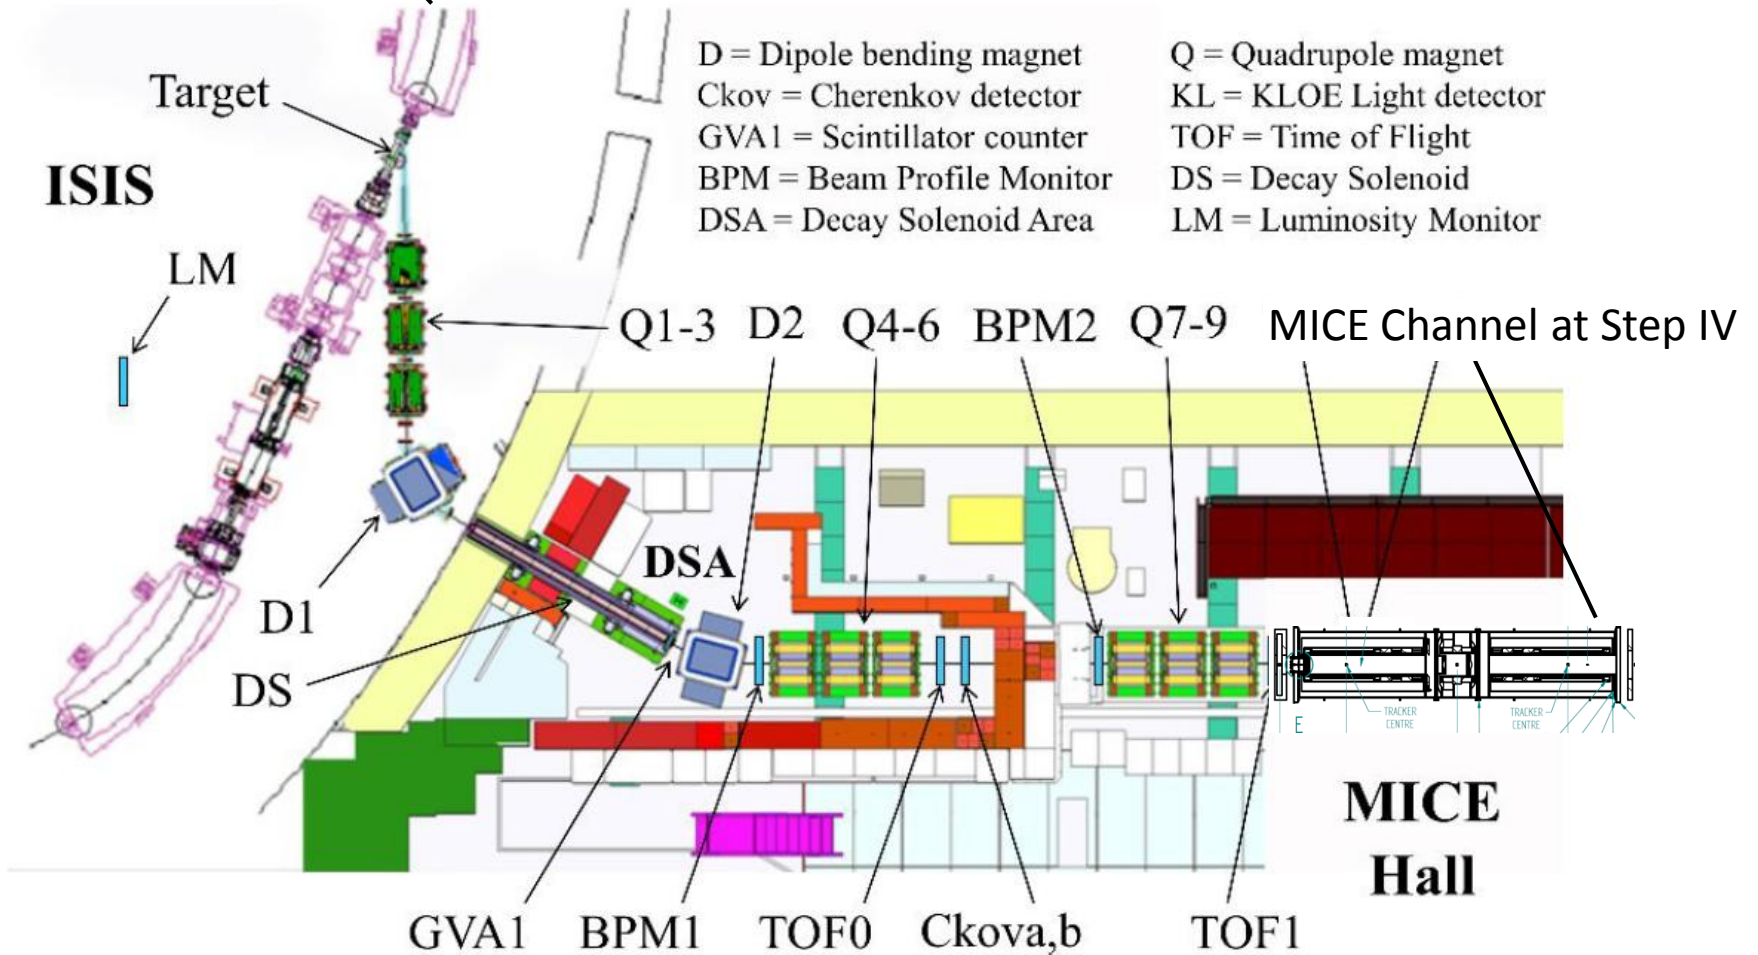 D = Dipole bending magnet
Q = Quadrupole magnet
Ckov = Cherenkov detector
KL = KLOE Light detector
GVA1 = Scintillator counter
TOF = Time of Flight
BPM = Beam Profile Monitor
DS = Decay Solenoid
DSA = Decay Solenoid Area
LM = Luminosity Monitor
Target
ISIS
LM
Q1-3
D2
Q4-6
BPM2
Q7-9
MICE Channel at Step IV
DSA
D1
DS
TRACKER
CENTRE
TRACKER
CENTRE
E
MICE
Hall
GVA1
BPM1
TOF0
Ckova,b
TOF1